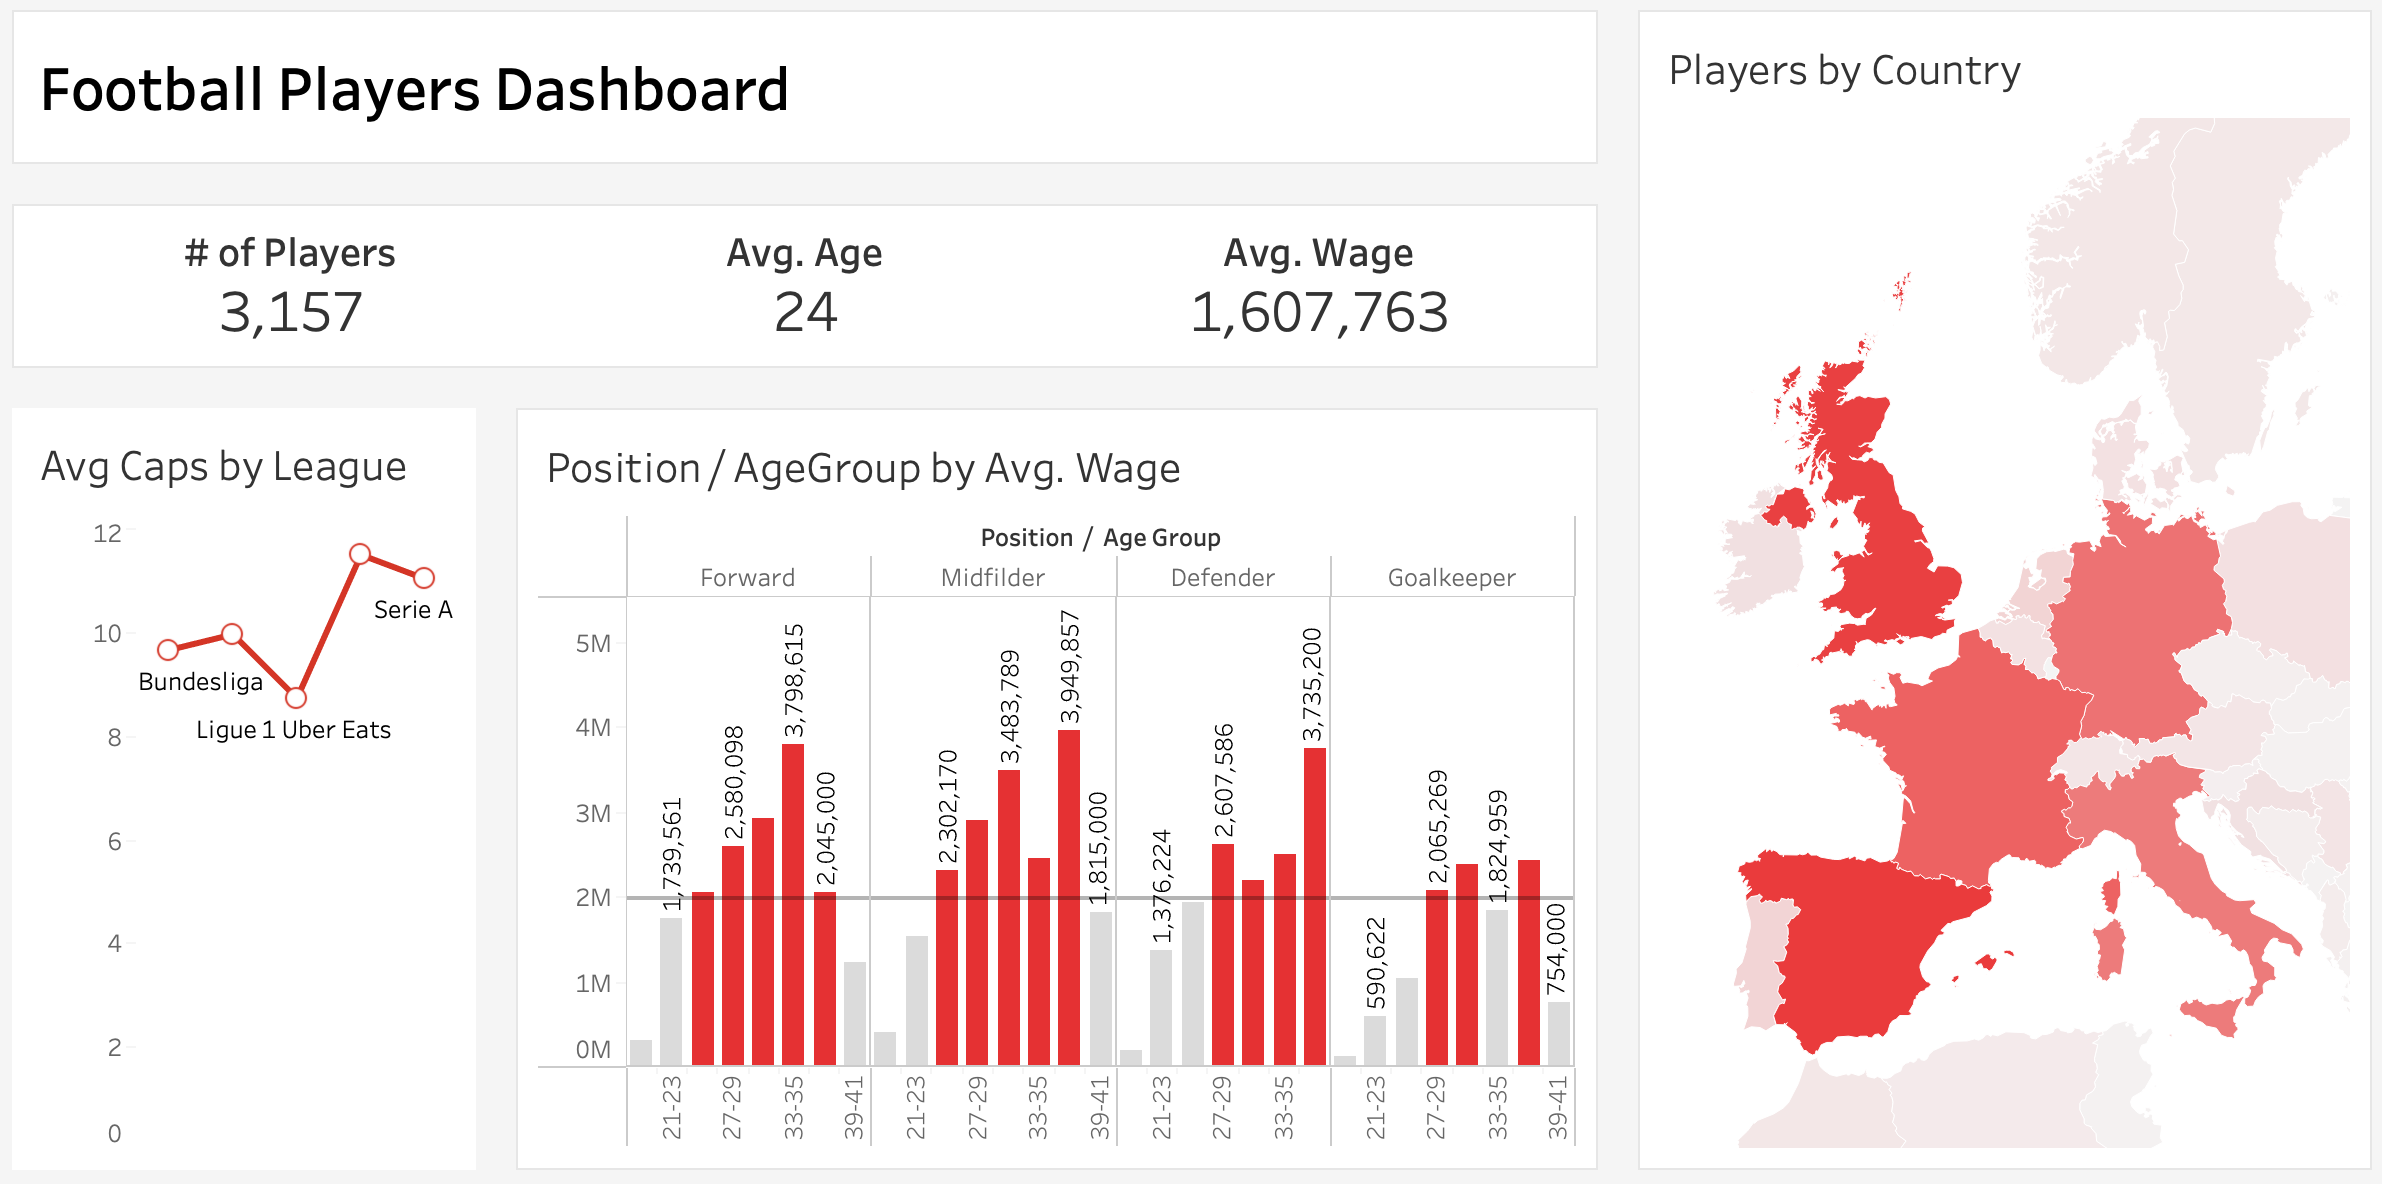 Football Players Dashboard
Players by Country
# of Players
3,157
Avg. Age
24
Avg. Wage
1,607,763
Avg Caps by League
12
10
8
6
4
2
0
Bundesliga
Ligue 1 Uber Eats
Serie A
Position / AgeGroup by Avg. Wage
Position / Age Group
Forward Midfilder Defender Goalkeeper
5M
4M
3M
2M
1M
0M
1,739,561
2,580,098
3,798,615
2,045,000
2,302,170
3,483,789
3,949,857
1,815,000
1,376,224
2,607,586
3,735,200
590,622
2,065,269
1,824,959
754,000
21-23 27-29 33-35 39-41 21-23 27-29 33-35 39-41 21-23 27-29 33-35 21-23 27-29 33-35 39-41